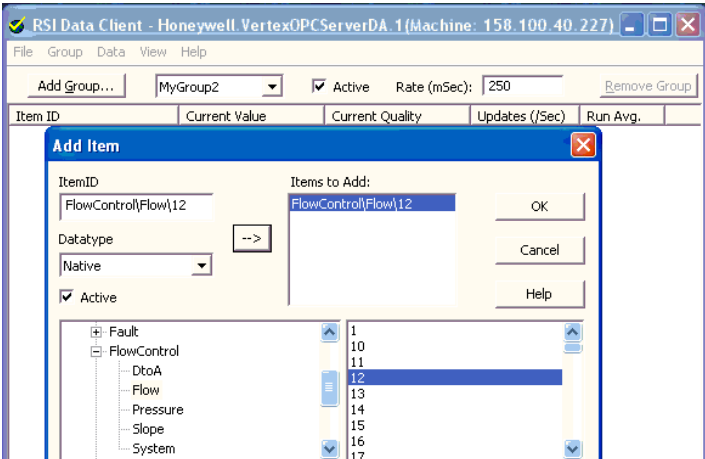 RSI Data Client - Honeywell.VertexOPCServerDA.1(Machine: 158.100.40.227)
File Group Data View Help
Add Group... MyGroup2 Active Rate (mSec): 250 Remove Group
Item ID Current Value Current Quality Updates (/Sec) Run Avg.
Add Item
ItemID Items to Add:
FlowControl\Flow\12 FlowControl\Flow\12 OK
Datatype -->
Native Cancel
Active Help
Fault 1
FlowControl 10
11
DtoA 12
Flow 13
Pressure 14
Slope 15
System 16
17